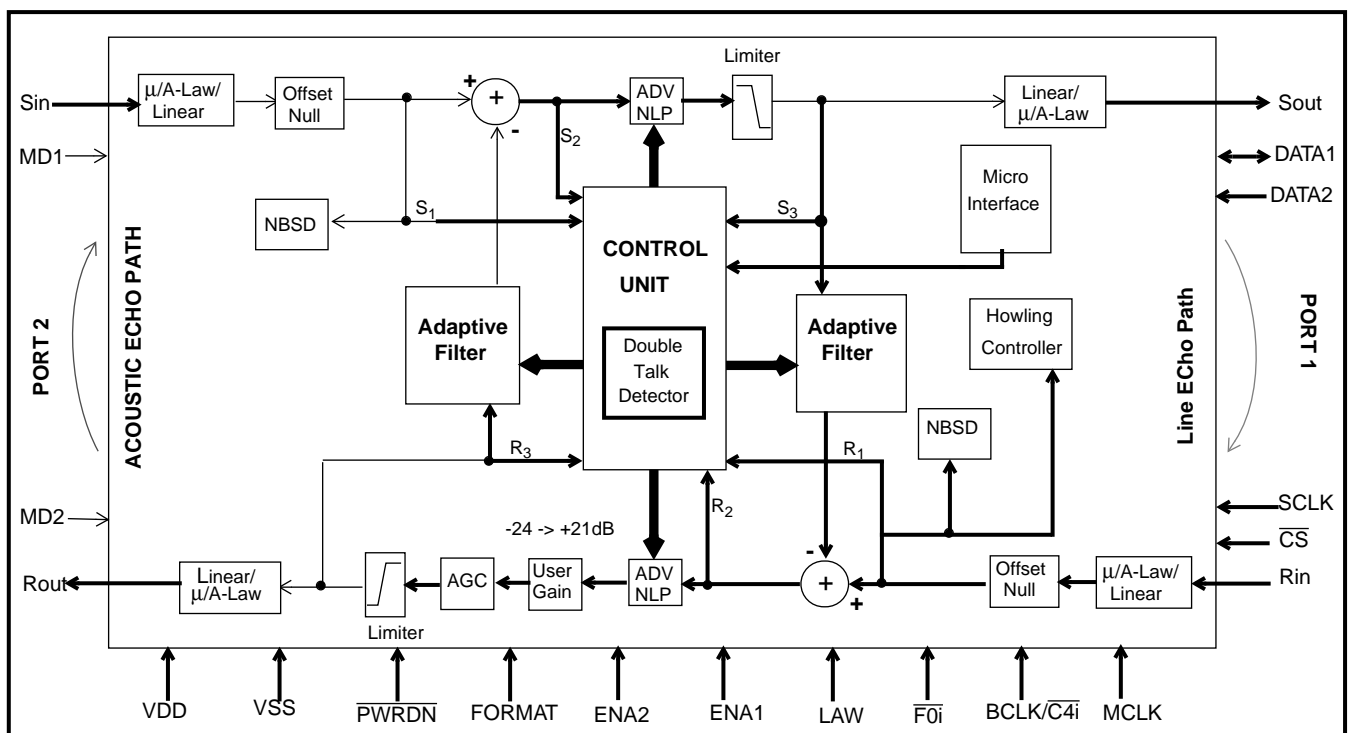 Limiter
μ/A-Law/
Linear
Offset
Null
+
+
-
ADV
NLP
Linear/
μ/A-Law
Sin
Sout
MD1
DATA1
DATA2
S2
Micro
Interface
NBSD
S1
S3
CONTROL
UNIT
Adaptive
Filter
Double
Talk
Detector
Adaptive
Filter
Howling
Controller
PORT 2
ACOUSTIC ECHO PATH
Line ECho Path
PORT 1
NBSD
R3
R1
R2
MD2
-24 -> +21dB
SCLK
CS
Rout
Linear/
μ/A-Law
Limiter
AGC
User
Gain
ADV
NLP
-
+
+
Offset
Null
μ/A-Law/
Linear
Rin
VDD
VSS
PWRDN
FORMAT
ENA2
ENA1
LAW
F0i
BCLK/C4i
MCLK